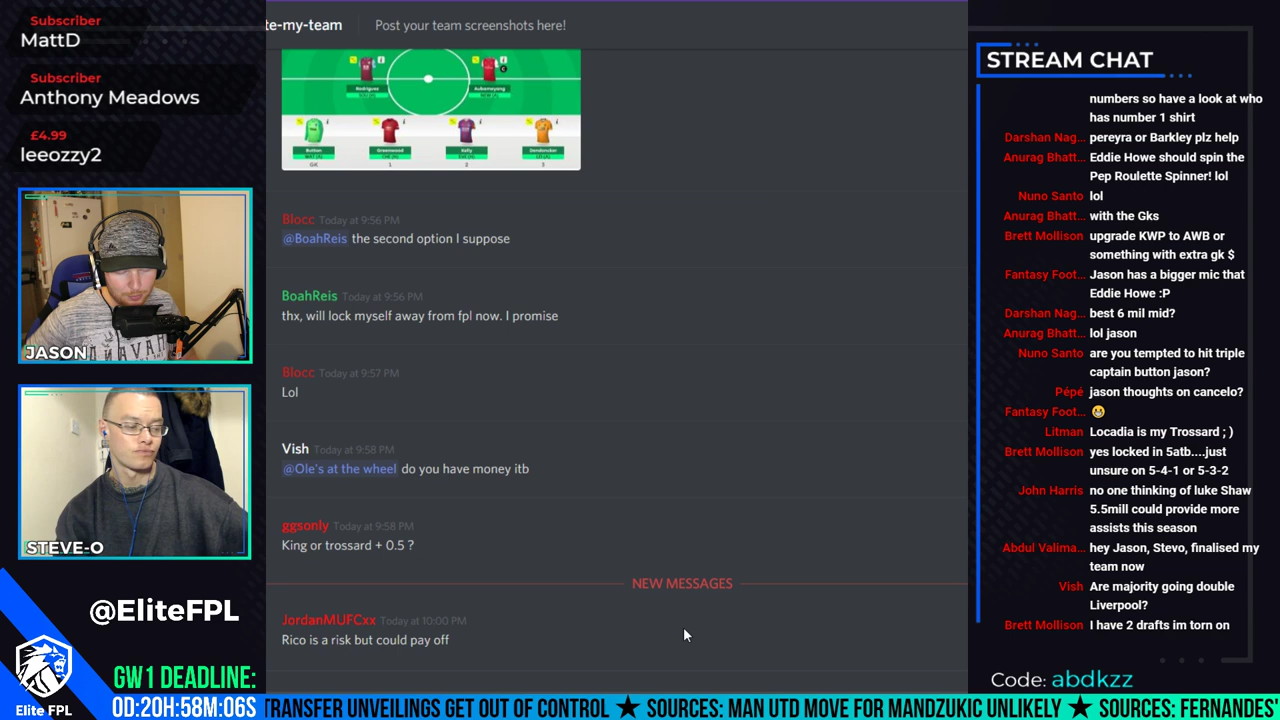 Subscriber
MattD
Subscriber
Anthony Meadows
£4.99
leeozzy2
JASON
STEVE-O
@EliteFPL
Elite FPL
GW1 DEADLINE:
0D:20H:58M:06S
te-my-team
Post your team screenshots here!
Rodriguez
Aubameyang
Button
Greenwood
Kelly
Dendoncker
GK
1
2
3
Blocc Today at 9:56 PM
@BoahReis the second option I suppose
BoahReis Today at 9:56 PM
thx, will lock myself away from fpl now. I promise
Blocc Today at 9:57 PM
Lol
Vish Today at 9:58 PM
@Ole's at the wheel do you have money itb
ggsonly Today at 9:58 PM
King or trossard + 0.5 ?
NEW MESSAGES
JordanMUFCxx Today at 10:00 PM
Rico is a risk but could pay off
STREAM CHAT
numbers so have a look at who
has number 1 shirt
Darshan Nag... pereyra or Barkley plz help
Anurag Bhatt... Eddie Howe should spin the
Pep Roulette Spinner! lol
Nuno Santo lol
Anurag Bhatt... with the Gks
Brett Mollison upgrade KWP to AWB or
something with extra gk $
Fantasy Foot... Jason has a bigger mic that
Eddie Howe :P
Darshan Nag... best 6 mil mid?
Anurag Bhatt... lol jason
Nuno Santo are you tempted to hit triple
captain button jason?
Pépé jason thoughts on cancelo?
Fantasy Foot... 😀
Litman Locadia is my Trossard ; )
Brett Mollison yes locked in 5atb....just
unsure on 5-4-1 or 5-3-2
John Harris no one thinking of luke Shaw
5.5mill could provide more
assists this season
Abdul Valima... hey Jason, Stevo, finalised my
team now
Vish Are majority going double
Liverpool?
Brett Mollison I have 2 drafts im torn on
Code: abdkzz
TRANSFER UNVEILINGS GET OUT OF CONTROL ★ SOURCES: MAN UTD MOVE FOR MANDZUKIC UNLIKELY ★ SOURCES: FERNANDES'